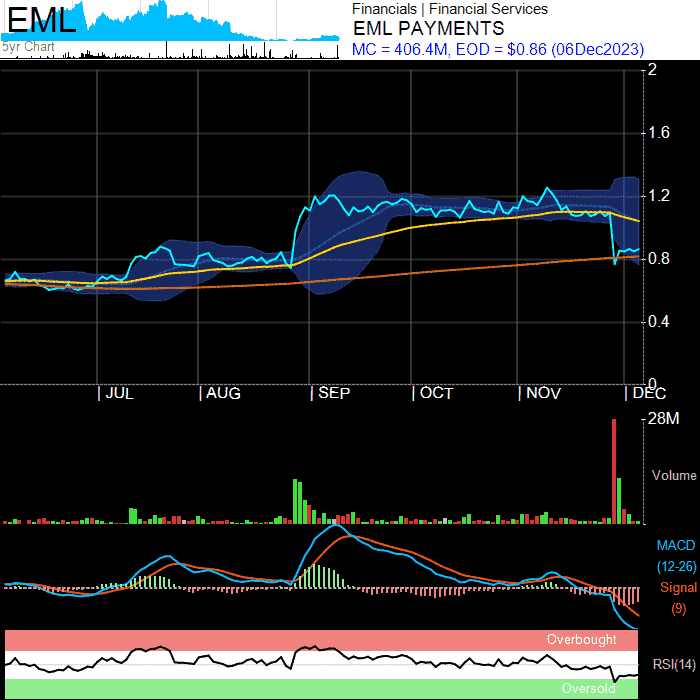 EML
5yr Chart
Financials | Financial Services
EML PAYMENTS
MC = 406.4M, EOD = $0.86 (06Dec2023)
2
1.6
1.2
0.8
0.4
0
| JUL | AUG | SEP | OCT | NOV | DEC
28M
Volume
MACD
(12-26)
Signal
(9)
Overbought
RSI(14)
Oversold